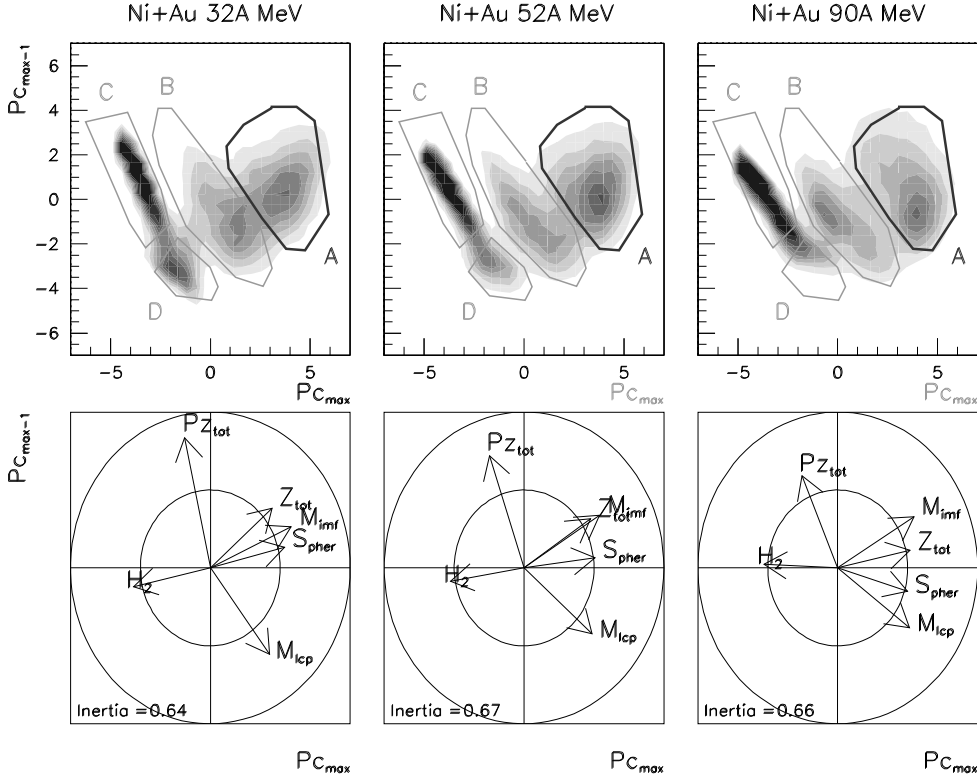 Ni+Au 32A MeV Ni+Au 52A MeV Ni+Au 90A MeV
Pcmax-1
6
4
2
0
-2
-4
-6
C B A D
C B A D
C B A D
-5 0 5 -5 0 5 -5 0 5
Pcmax Pcmax Pcmax
Pcmax-1
Pztot
Ztot
Mimf
Spher
H2
Mlcp
Inertia =0.64
Pztot
Ztot
Mimf
Spher
H2
Mlcp
Inertia =0.67
Pztot
Mimf
Ztot
H2
Spher
Mlcp
Inertia =0.66
Pcmax Pcmax Pcmax